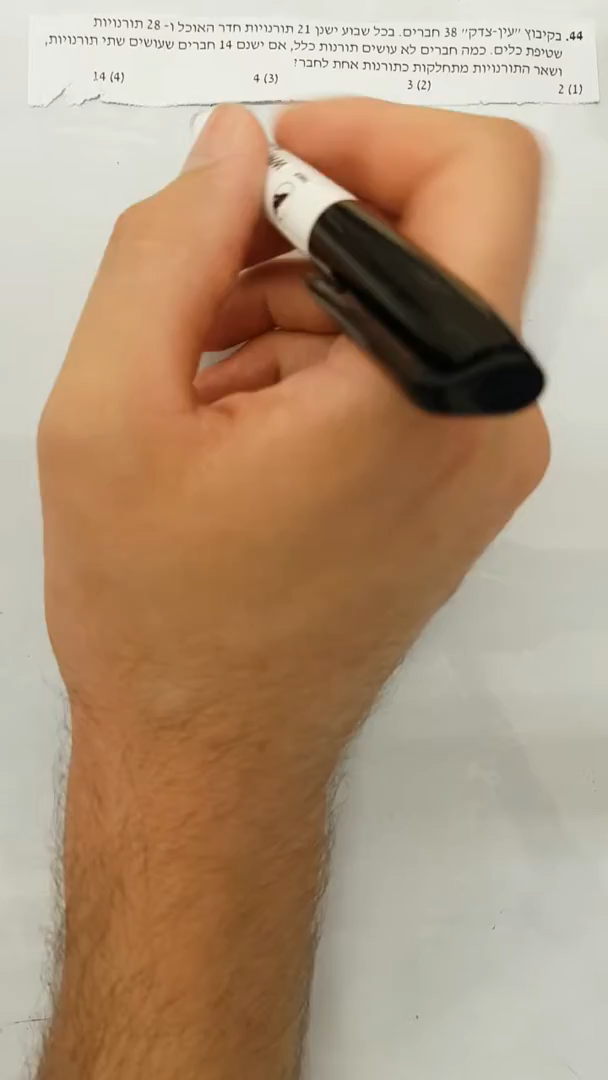 44. בקיבוץ "עין-צדק" 38 חברים. בכל שבוע ישנן 21 תורנויות חדר האוכל ו- 28 תורנויות
שטיפת כלים. כמה חברים לא עושים תורנות כלל, אם ישנם 14 חברים שעושים שתי תורנויות,
ושאר התורנויות מתחלקות כתורנות אחת לחבר?
(1) 2 (2) 3 (3) 4 (4) 14